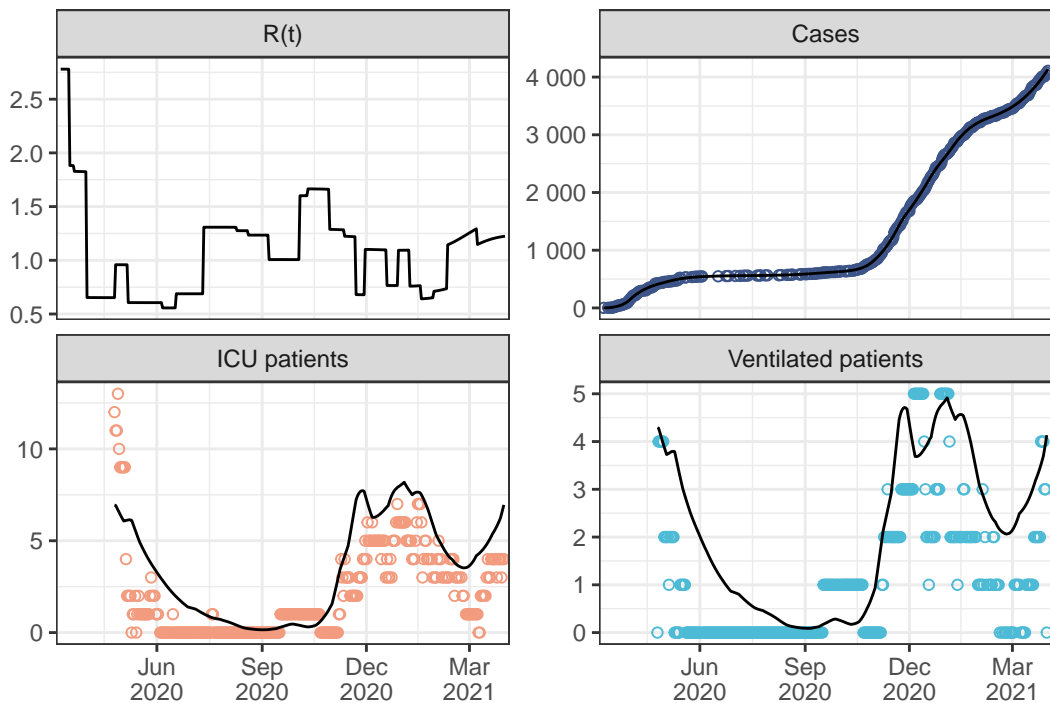 R(t)
Cases
2.5
2.0
1.5
1.0
0.5
4 000
3 000
2 000
1 000
0
ICU patients
Ventilated patients
10
5
0
5
4
3
2
1
0
Jun Sep Dec Mar
2020 2020 2020 2021
Jun Sep Dec Mar
2020 2020 2020 2021